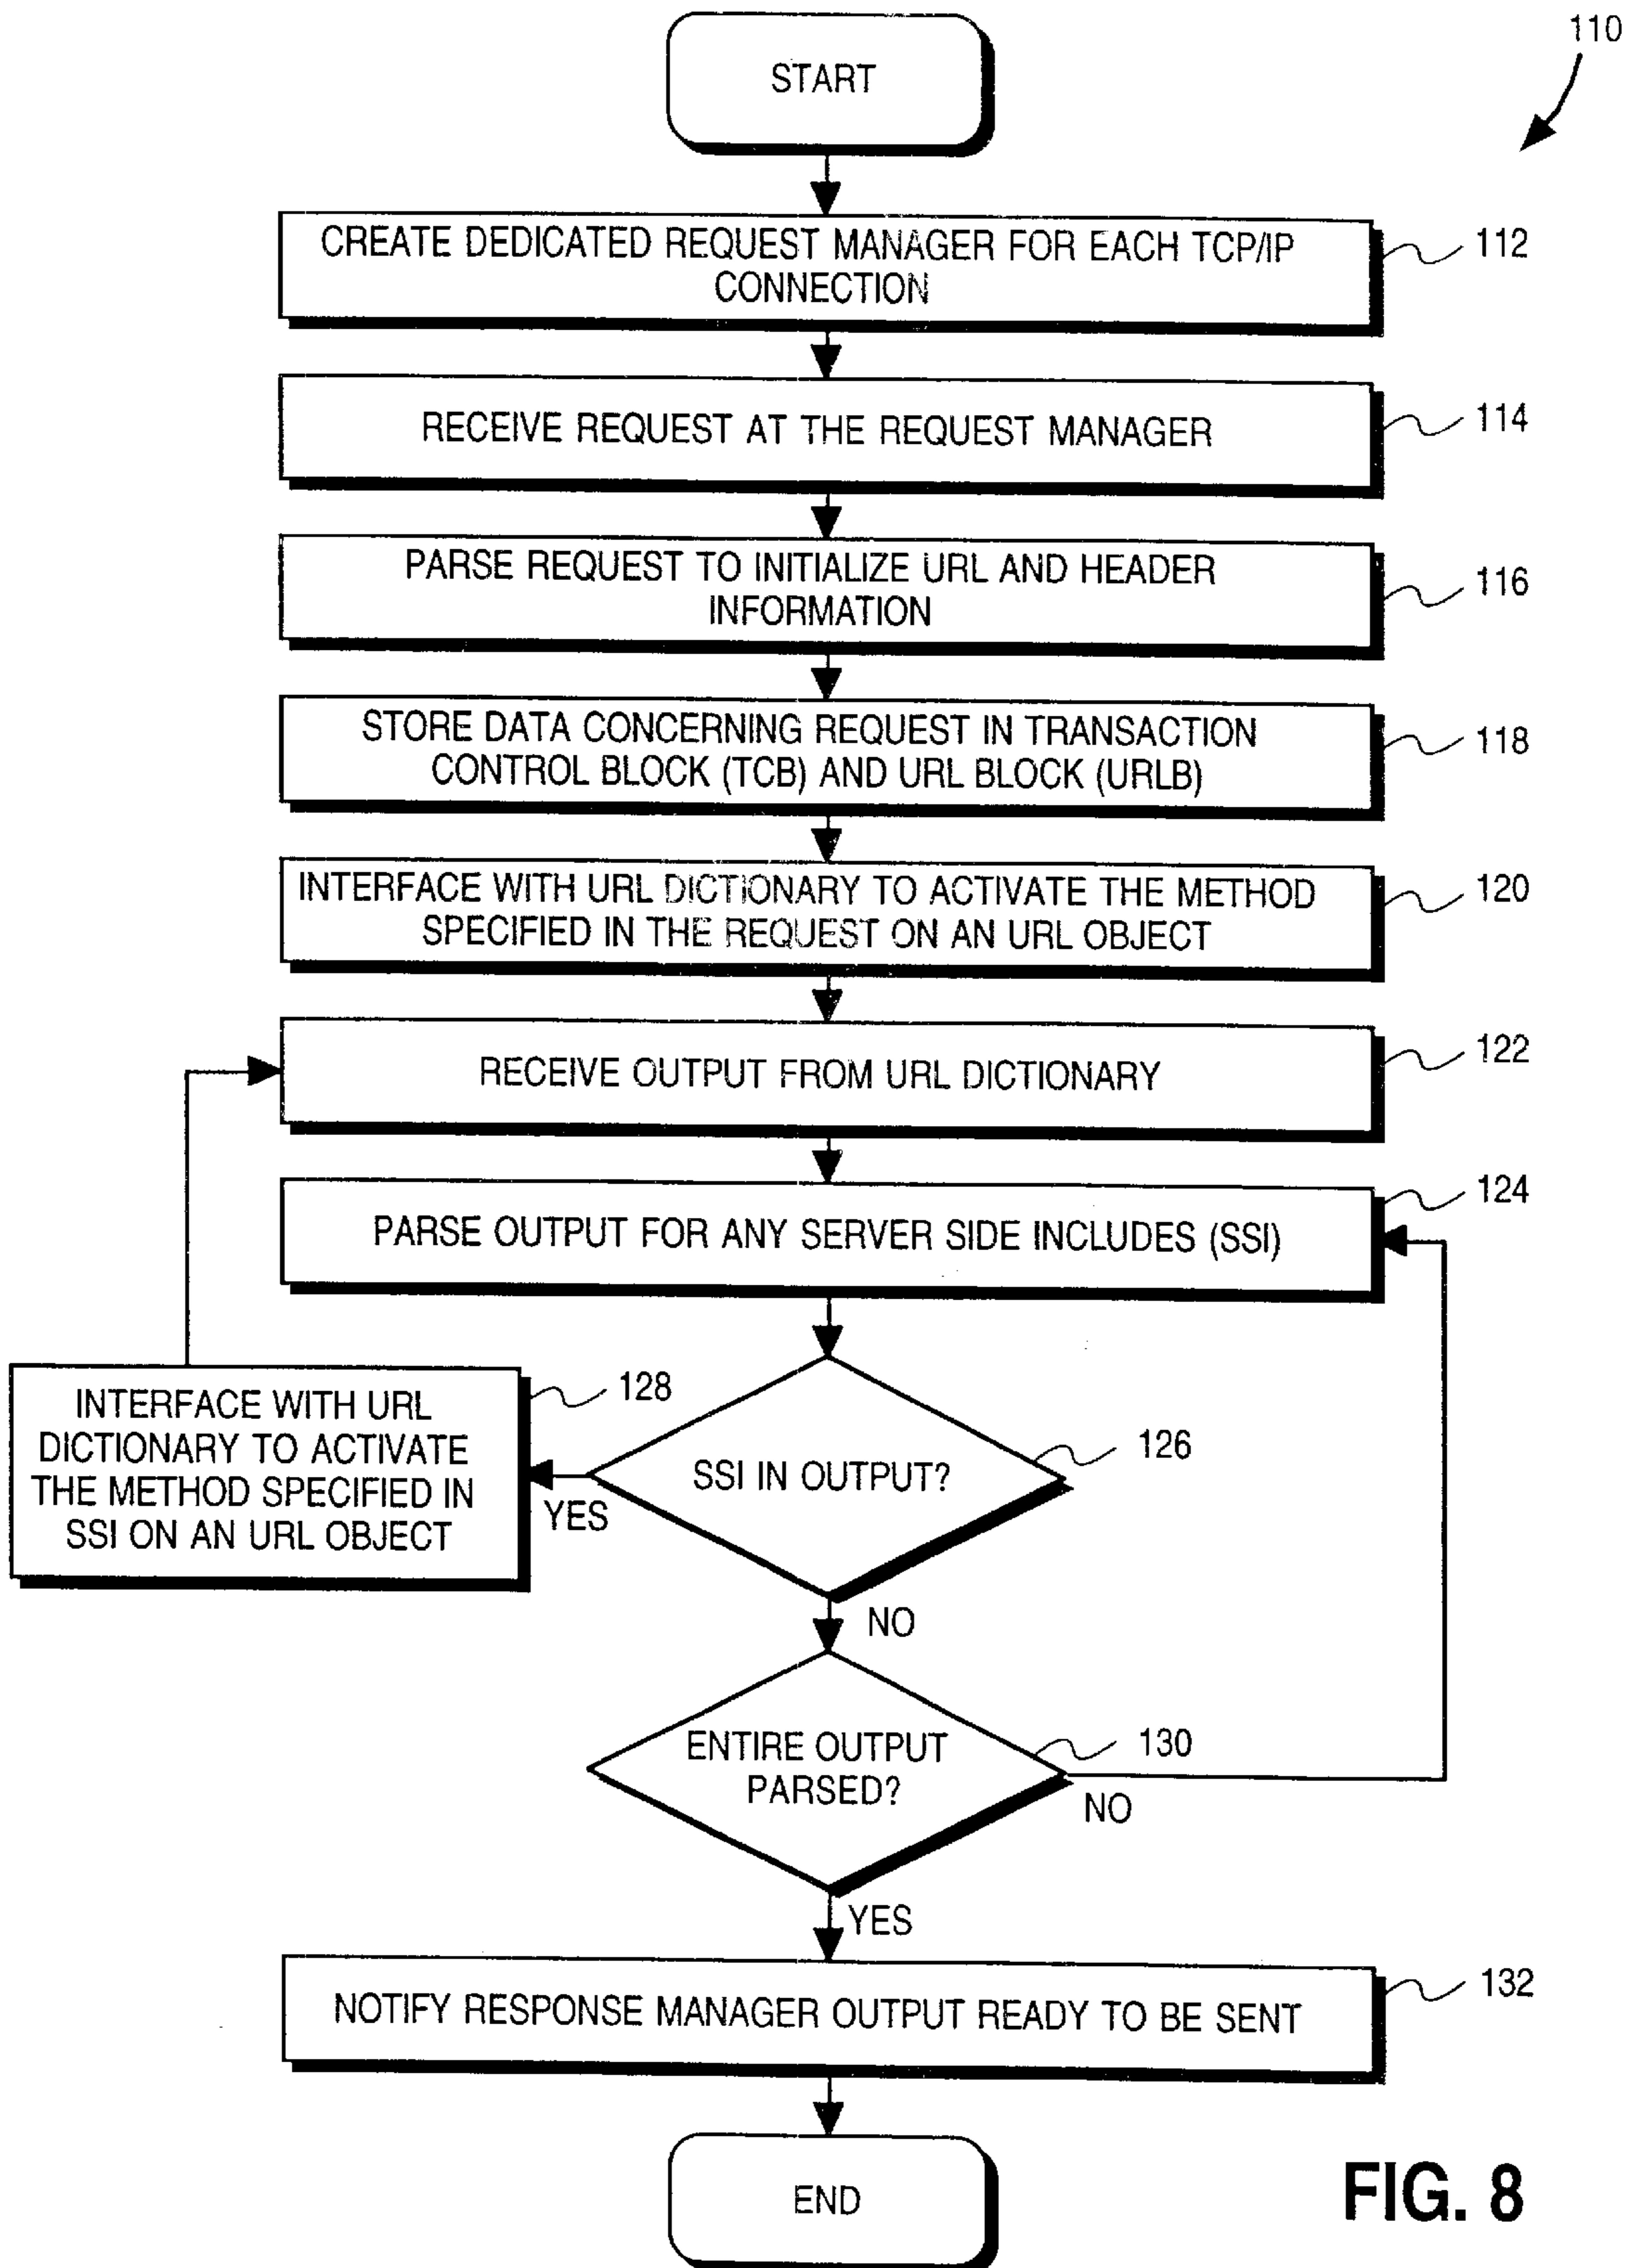 110
START
CREATE DEDICATED REQUEST MANAGER FOR EACH TCP/IP
CONNECTION
112
RECEIVE REQUEST AT THE REQUEST MANAGER
114
PARSE REQUEST TO INITIALIZE URL AND HEADER
INFORMATION
116
STORE DATA CONCERNING REQUEST IN TRANSACTION
CONTROL BLOCK (TCB) AND URL BLOCK (URLB)
118
INTERFACE WITH URL DICTIONARY TO ACTIVATE THE METHOD
SPECIFIED IN THE REQUEST ON AN URL OBJECT
120
RECEIVE OUTPUT FROM URL DICTIONARY
122
PARSE OUTPUT FOR ANY SERVER SIDE INCLUDES (SSI)
124
INTERFACE WITH URL
DICTIONARY TO ACTIVATE
THE METHOD SPECIFIED IN
SSI ON AN URL OBJECT
128
YES
SSI IN OUTPUT?
126
NO
ENTIRE OUTPUT
PARSED?
130
NO
YES
NOTIFY RESPONSE MANAGER OUTPUT READY TO BE SENT
132
END
FIG. 8